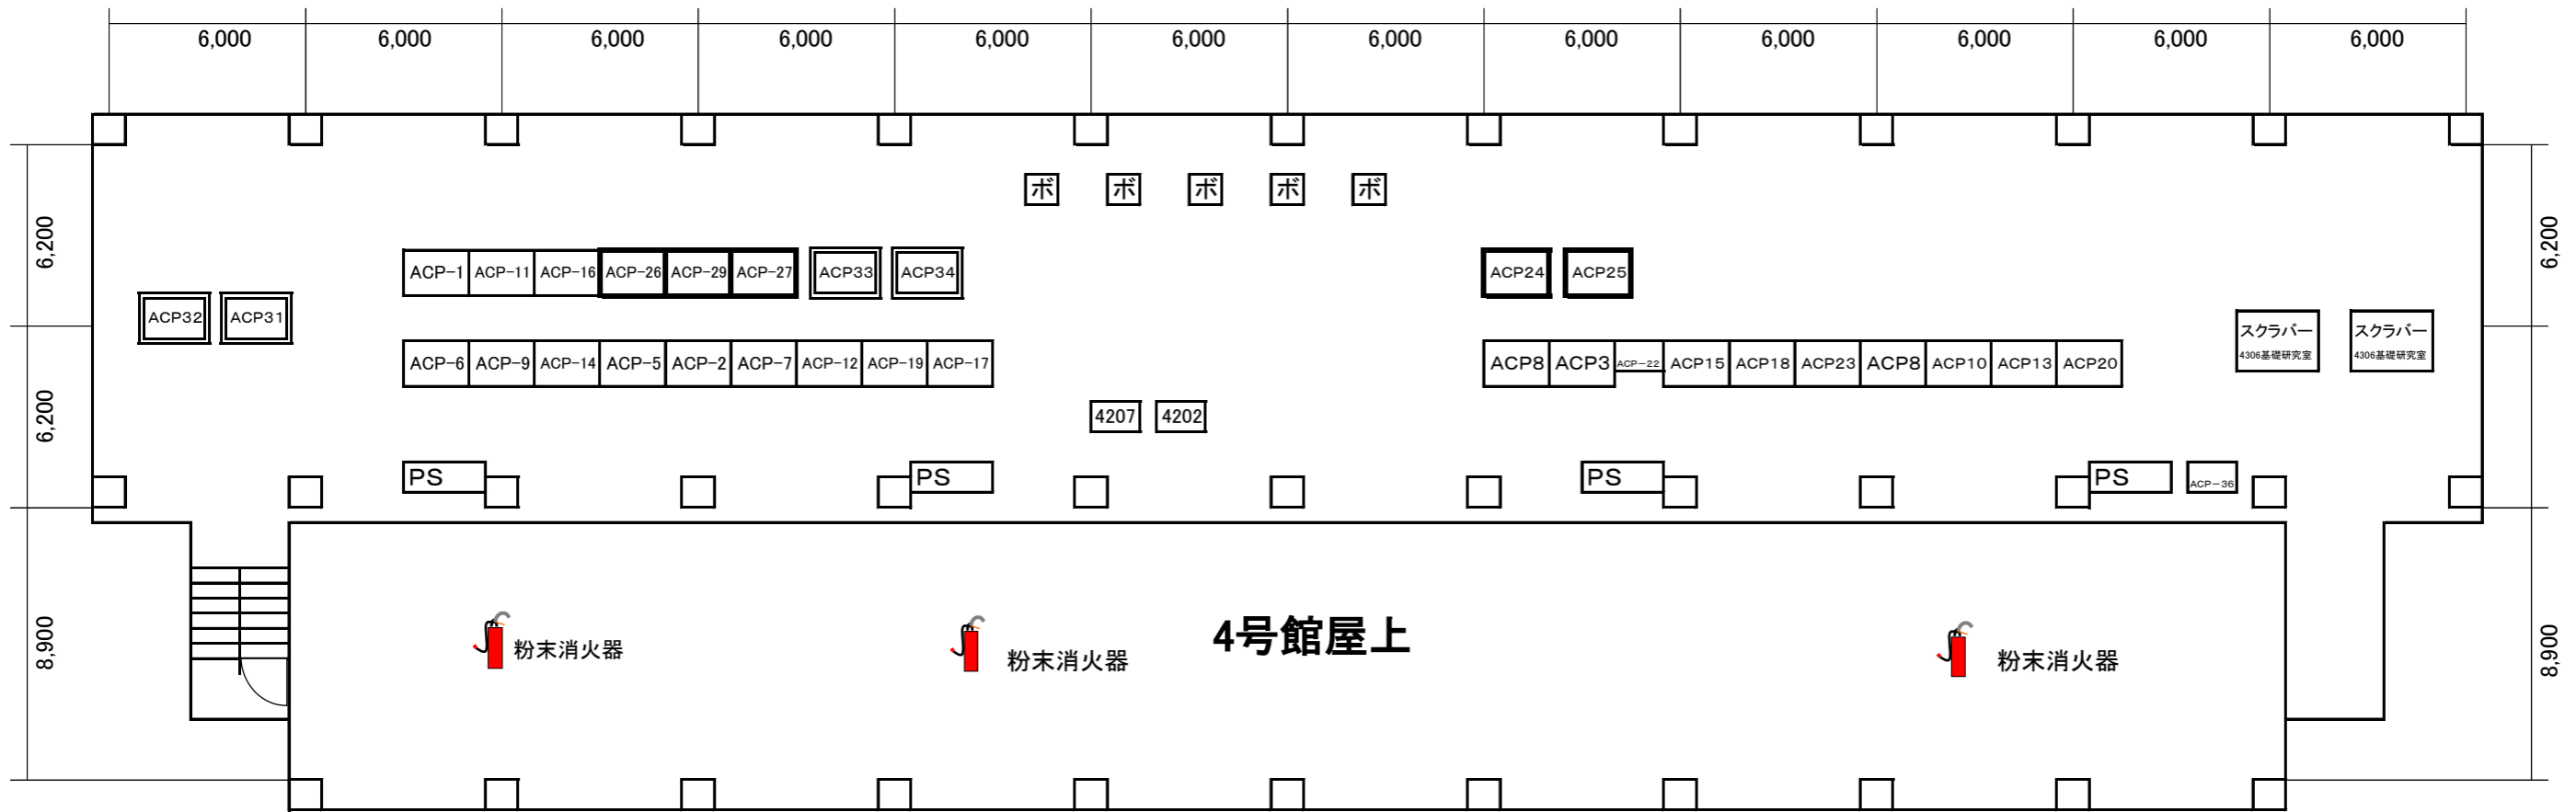 6,000 6,000 6,000 6,000 6,000 6,000 6,000 6,000 6,000 6,000 6,000 6,000
ボ ボ ボ ボ ボ
6,200
6,200
ACP-1 ACP-11 ACP-16 ACP-26 ACP-29 ACP-27 ACP33 ACP34 ACP24 ACP25
ACP32 ACP31
スクラバー スクラバー
4306基礎研究室 4306基礎研究室
ACP-6 ACP-9 ACP-14 ACP-5 ACP-2 ACP-7 ACP-12 ACP-19 ACP-17 ACP8 ACP3 ACP-22 ACP15 ACP18 ACP23 ACP8 ACP10 ACP13 ACP20
6,200
4207 4202
PS PS PS PS ACP-36
8,900
8,900
4号館屋上
粉末消火器 粉末消火器 粉末消火器